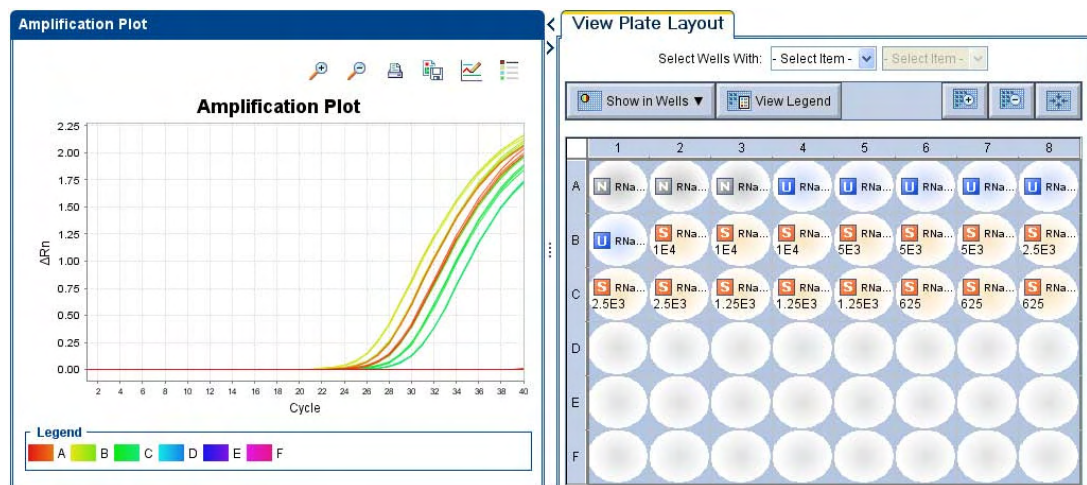 Amplification Plot
Amplification Plot
2.25
2.00
1.75
1.50
1.25
1.00
0.75
0.50
0.25
0.00
ΔRn
2 4 6 8 10 12 14 16 18 20 22 24 26 28 30 32 34 36 38 40
Cycle
Legend
A B C D E F
View Plate Layout
Select Wells With: - Select Item - - Select Item -
Show in Wells ▼ View Legend
1 2 3 4 5 6 7 8
A N RNa... N RNa... N RNa... U RNa... U RNa... U RNa... U RNa... U RNa...
B U RNa... S RNa... S RNa... S RNa... S RNa... S RNa... S RNa... S RNa...
1E4 1E4 1E4 5E3 5E3 5E3 2.5E3
C S RNa... S RNa... S RNa... S RNa... S RNa... S RNa... S RNa... S RNa...
2.5E3 2.5E3 1.25E3 1.25E3 1.25E3 625 625 625
D
E
F